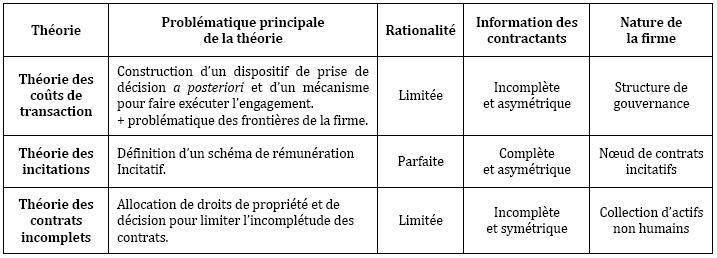 Théorie
Problématique principale
de la théorie
Rationalité
Information des
contractants
Nature de
la firme
Théorie des
coûts de
transaction
Construction d’un dispositif de prise de
décision a posteriori et d’un mécanisme
pour faire exécuter l’engagement.
+ problématique des frontières de la firme.
Limitée
Incomplète
et asymétrique
Structure de
gouvernance
Théorie des
incitations
Définition d’un schéma de rémunération
Incitatif.
Parfaite
Complète
et asymétrique
Nœud de contrats
incitatifs
Théorie des
contrats
incomplets
Allocation de droits de propriété et de
décision pour limiter l’incomplétude des
contrats.
Limitée
Incomplète
et symétrique
Collection d’actifs
non humains